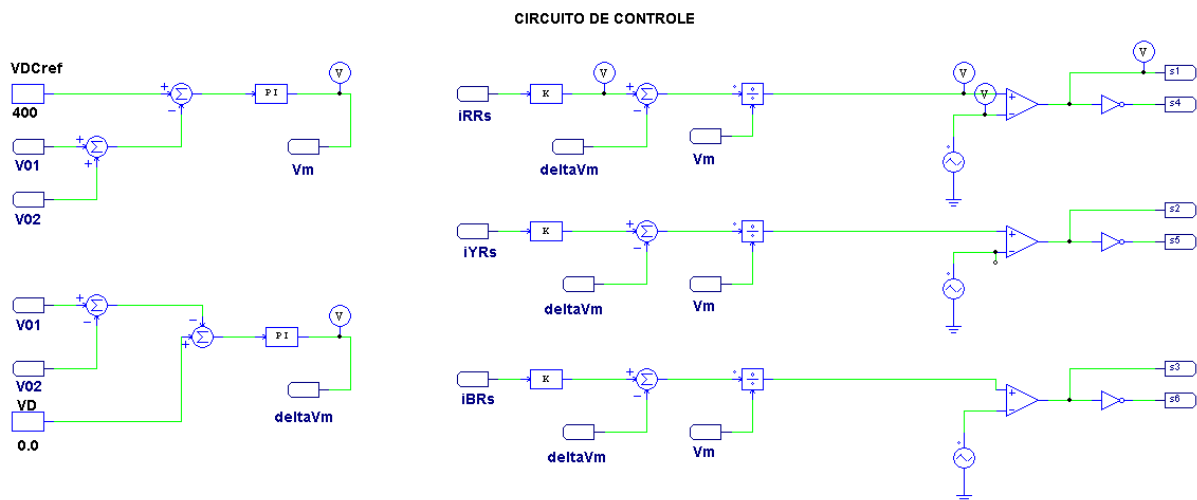 CIRCUITO DE CONTROLE
VDCref
400
V01
V02
PI
V
Vm
V01
V02
VD
0.0
PI
V
deltaVm
iRRs
K
V
deltaVm
Vm
V
V
V
s1
s4
iYRs
K
deltaVm
Vm
s2
s5
iBRs
K
deltaVm
Vm
s3
s6